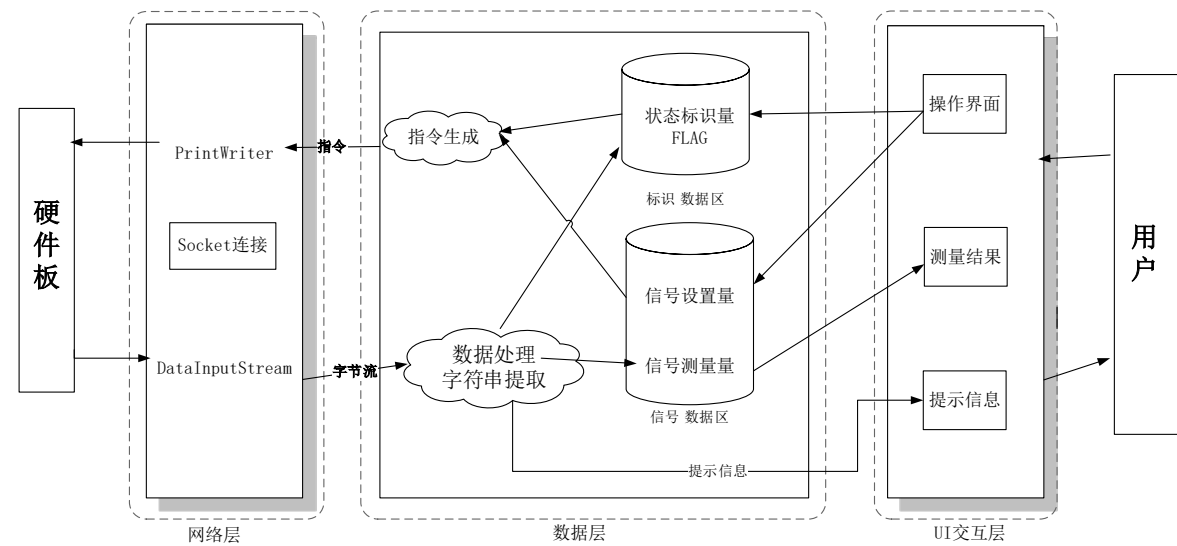 硬件板
PrintWriter
Socket连接
DataInputStream
网络层
指令
字节流
指令生成
状态标识量
FLAG
标识 数据区
信号设置量
信号测量量
信号 数据区
数据处理
字符串提取
提示信息
数据层
操作界面
测量结果
提示信息
UI交互层
用户